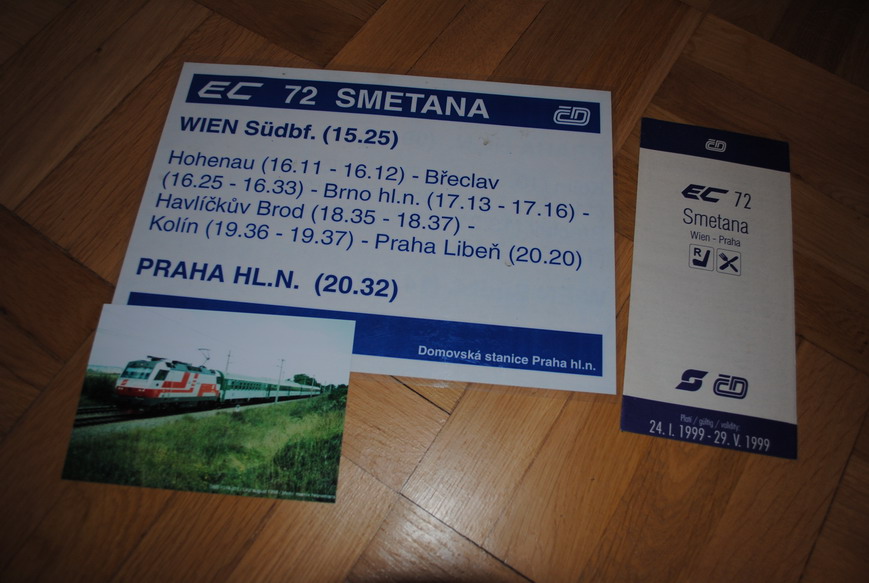 EC 72 SMETANA ČD
WIEN Südbf. (15.25)
Hohenau (16.11 - 16.12) - Břeclav
(16.25 - 16.33) - Brno hl.n. (17.13 - 17.16) -
Havlíčkův Brod (18.35 - 18.37) -
Kolín (19.36 - 19.37) - Praha Libeň (20.20)
PRAHA HL.N. (20.32)
Domovská stanice Praha hl.n.
ČD
EC 72
Smetana
Wien - Praha
R
ČD
Platí / gültig / validity:
24. I. 1999 - 29. V. 1999